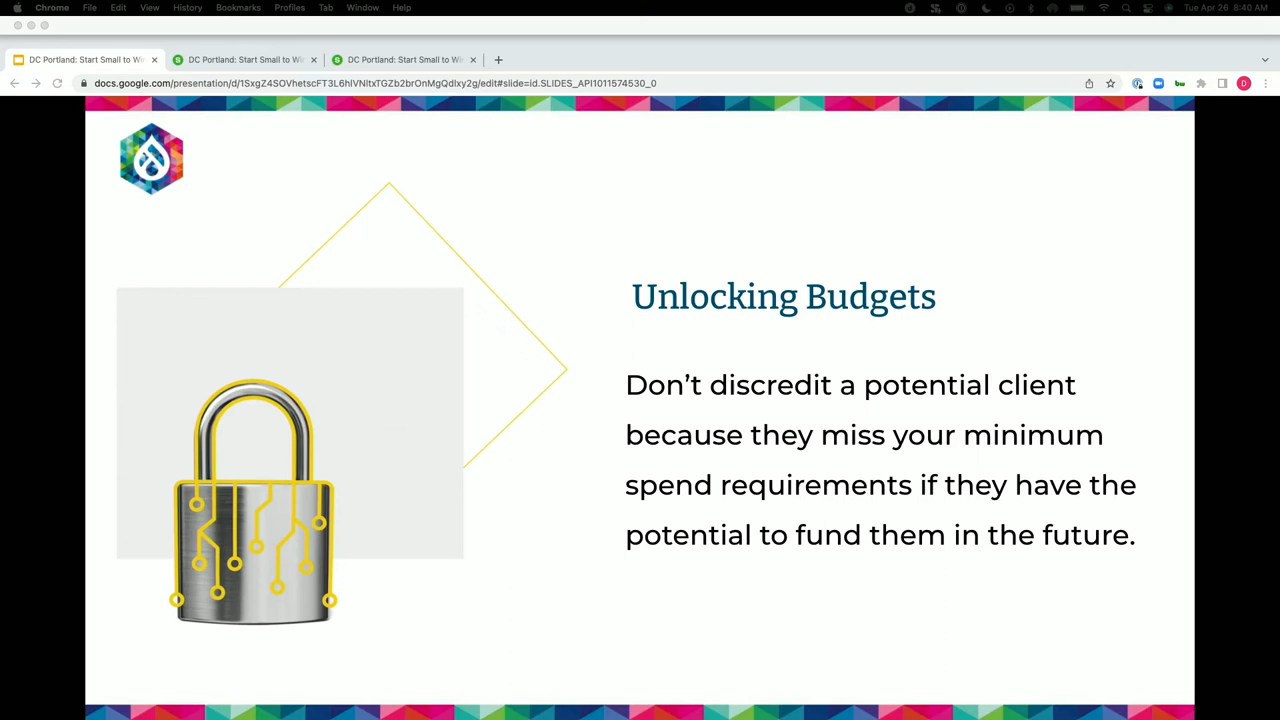 Chrome File Edit View History Bookmarks Profiles Tab Window Help Tue Apr 26 8:40 AM
DC Portland: Start Small to Wi DC Portland: Start Small to Wi DC Portland: Start Small to Wi
docs.google.com/presentation/d/1SxgZ4SOVhetscFT3L6hlVNltxTGZb2brOnMgQdlxy2g/edit#slide=id.SLIDES_API1011574530_0
bw D
Unlocking Budgets
Don’t discredit a potential client
because they miss your minimum
spend requirements if they have the
potential to fund them in the future.